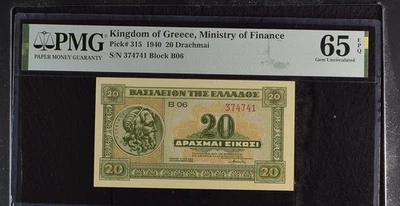 PMG
PAPER MONEY GUARANTY
Kingdom of Greece, Ministry of Finance
Pick# 315 1940 20 Drachmai
S/N 374741 Block B06
65 EPQ
Gem Uncirculated
ΒΑΣΙΛΕΙΟΝ ΤΗΣ ΕΛΛΑΔΟΣ
20
20
B 06
374741
20
ΔΡΑΧΜΑΙ ΕΙΚΟΣΙ
20
20